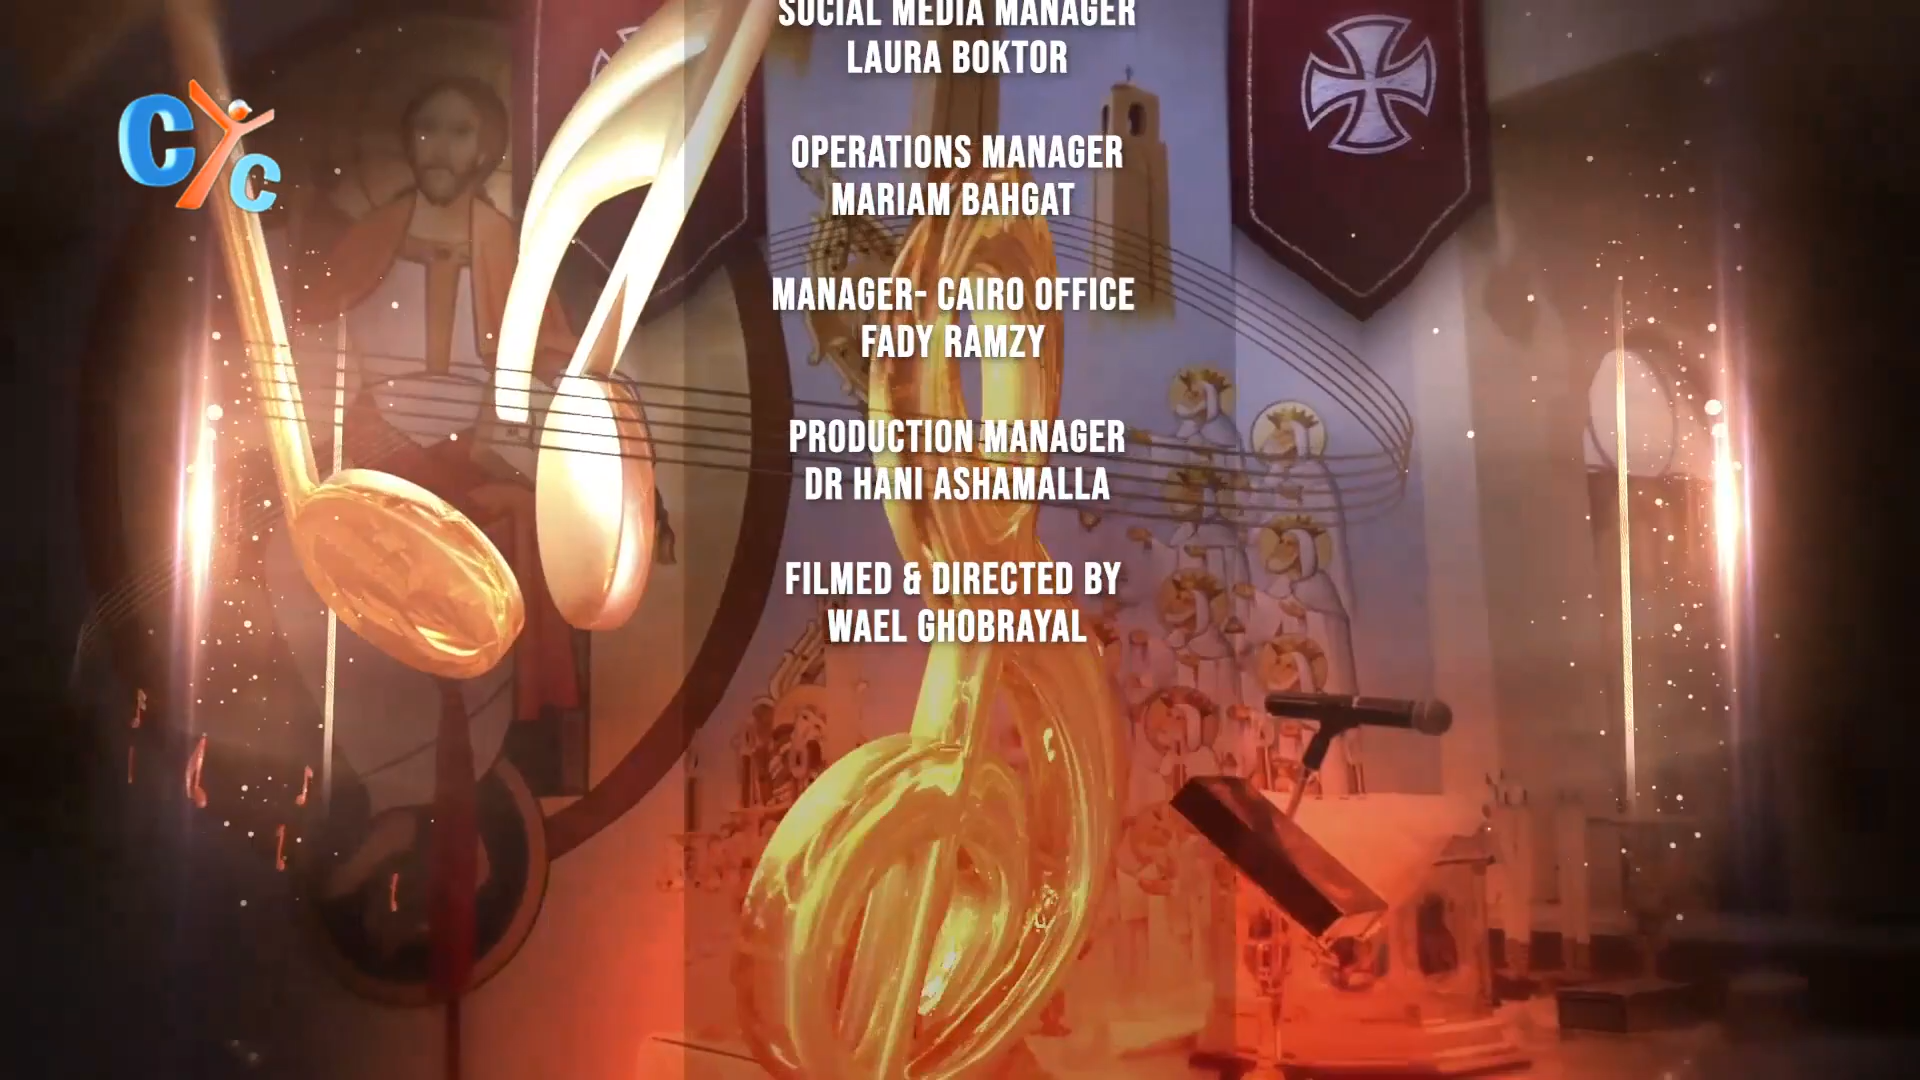 CYC
SOCIAL MEDIA MANAGER
LAURA BOKTOR
OPERATIONS MANAGER
MARIAM BAHGAT
MANAGER- CAIRO OFFICE
FADY RAMZY
PRODUCTION MANAGER
DR HANI ASHAMALLA
FILMED & DIRECTED BY
WAEL GHOBRAYAL